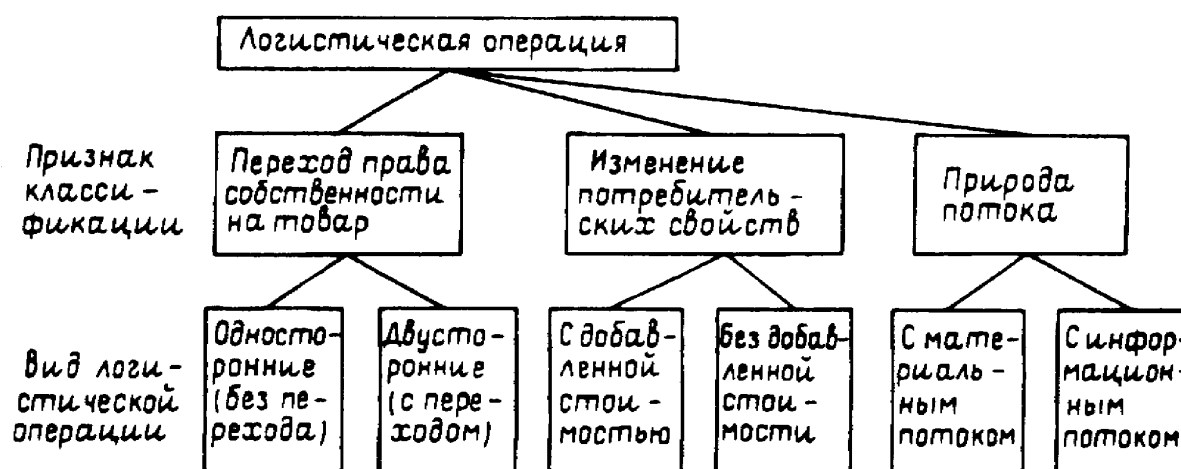 Логистическая операция
Признак
класси-
фикации
Переход права
собственности
на товар
Изменение
потребитель-
ских свойств
Природа
потока
Вид логи-
стической
операции
Односто-
ронние
(без пе-
рехода)
Двусто-
ронние
(с пере-
ходом)
С добав-
ленной
стои-
мостью
Без добав-
ленной
стои-
мости
С мате-
риаль-
ным
потоком
С инфор-
мацион-
ным
потоком